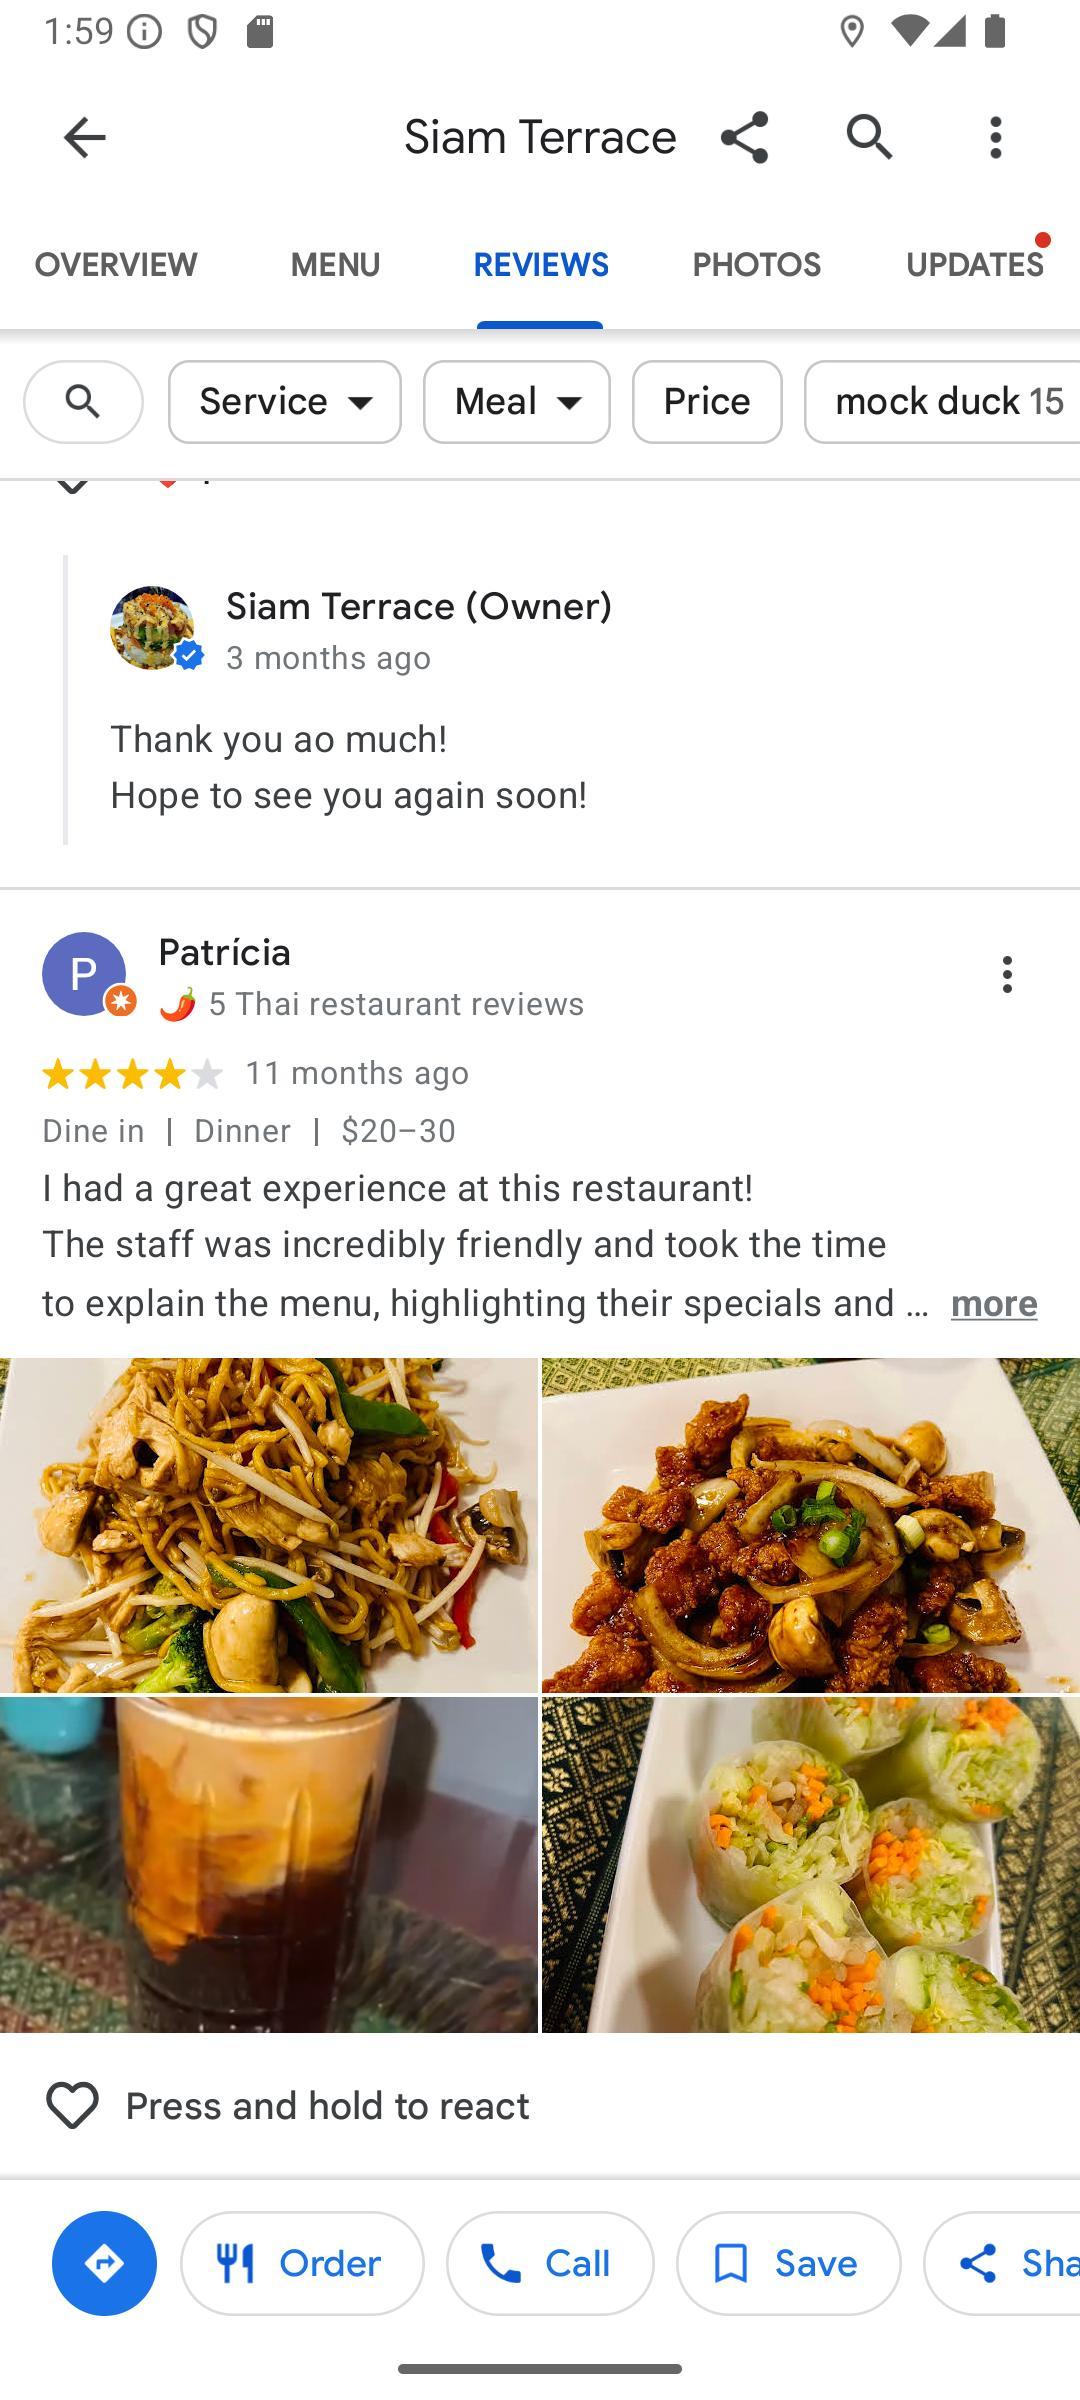 1:59
Siam Terrace
OVERVIEW MENU REVIEWS PHOTOS UPDATES
Service Meal Price mock duck 15
Siam Terrace (Owner)
3 months ago
Thank you ao much!
Hope to see you again soon!
P
Patrícia
5 Thai restaurant reviews
11 months ago
Dine in | Dinner | $20–30
I had a great experience at this restaurant!
The staff was incredibly friendly and took the time
to explain the menu, highlighting their specials and … more
Press and hold to react
Order Call Save Sha